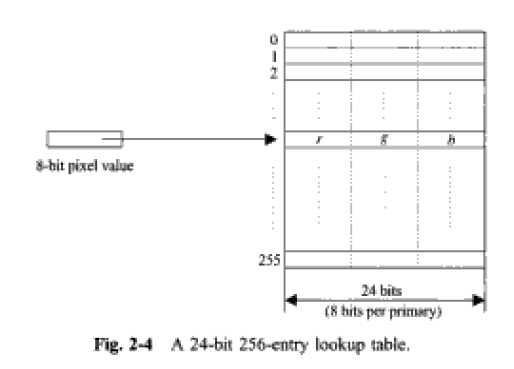 0
1
2
r g b
8-bit pixel value
255
24 bits
(8 bits per primary)
Fig. 2-4 A 24-bit 256-entry lookup table.